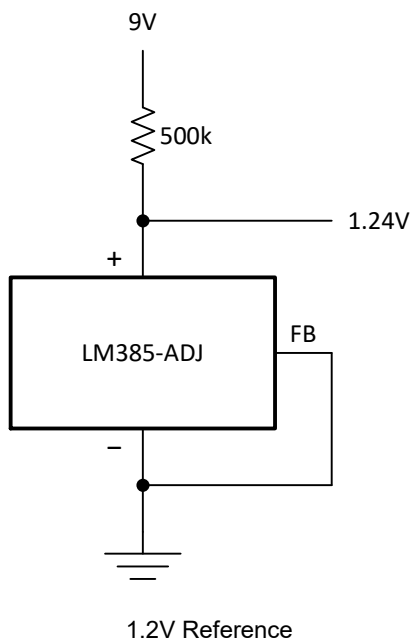 9V
500k
1.24V
+
LM385-ADJ
FB
−
1.2V Reference